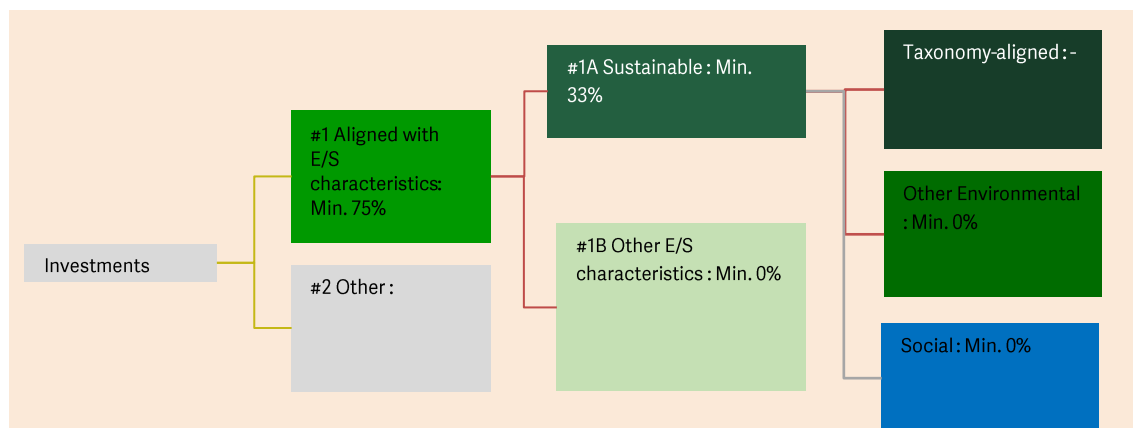 Investments
#1 Aligned with
E/S
characteristics:
Min. 75%
#2 Other :
#1A Sustainable : Min.
33%
#1B Other E/S
characteristics : Min. 0%
Taxonomy-aligned : -
Other Environmental
: Min. 0%
Social : Min. 0%